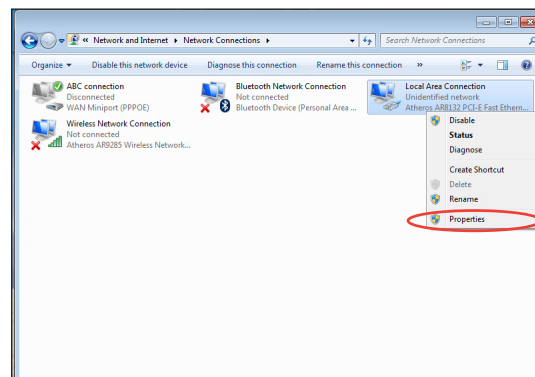 « Network and Internet ▸ Network Connections ▸
Search Network Connections
Organize ▾ Disable this network device Diagnose this connection Rename this connection »
ABC connection
Disconnected
WAN Miniport (PPPOE)
Bluetooth Network Connection
Not connected
Bluetooth Device (Personal Area ...
Local Area Connection
Unidentified network
Atheros AR8132 PCI-E Fast Ethern...
Wireless Network Connection
Not connected
Atheros AR9285 Wireless Network...
Disable
Status
Diagnose
Create Shortcut
Delete
Rename
Properties